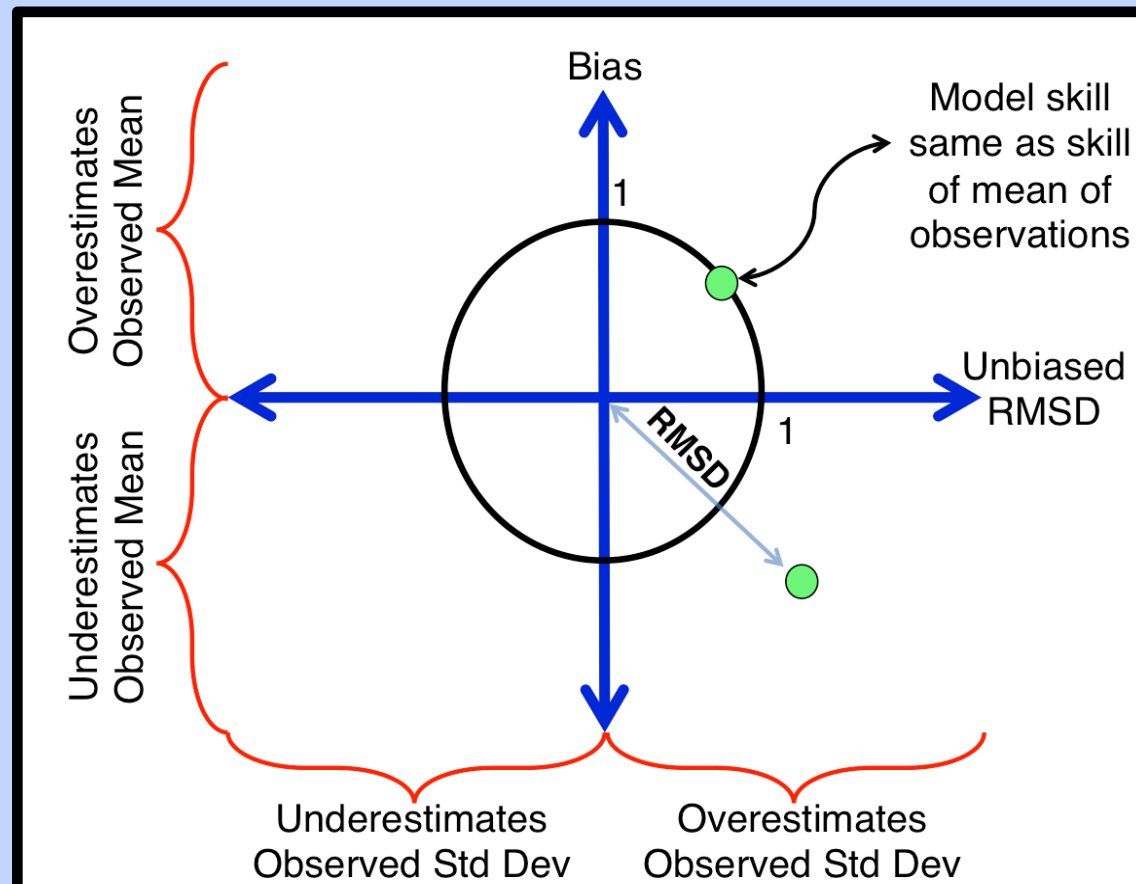 Bias
1
Model skill
same as skill
of mean of
observations
Overestimates
Observed Mean
Unbiased
RMSD
1
RMSD
Underestimates
Observed Mean
Underestimates
Observed Std Dev
Overestimates
Observed Std Dev